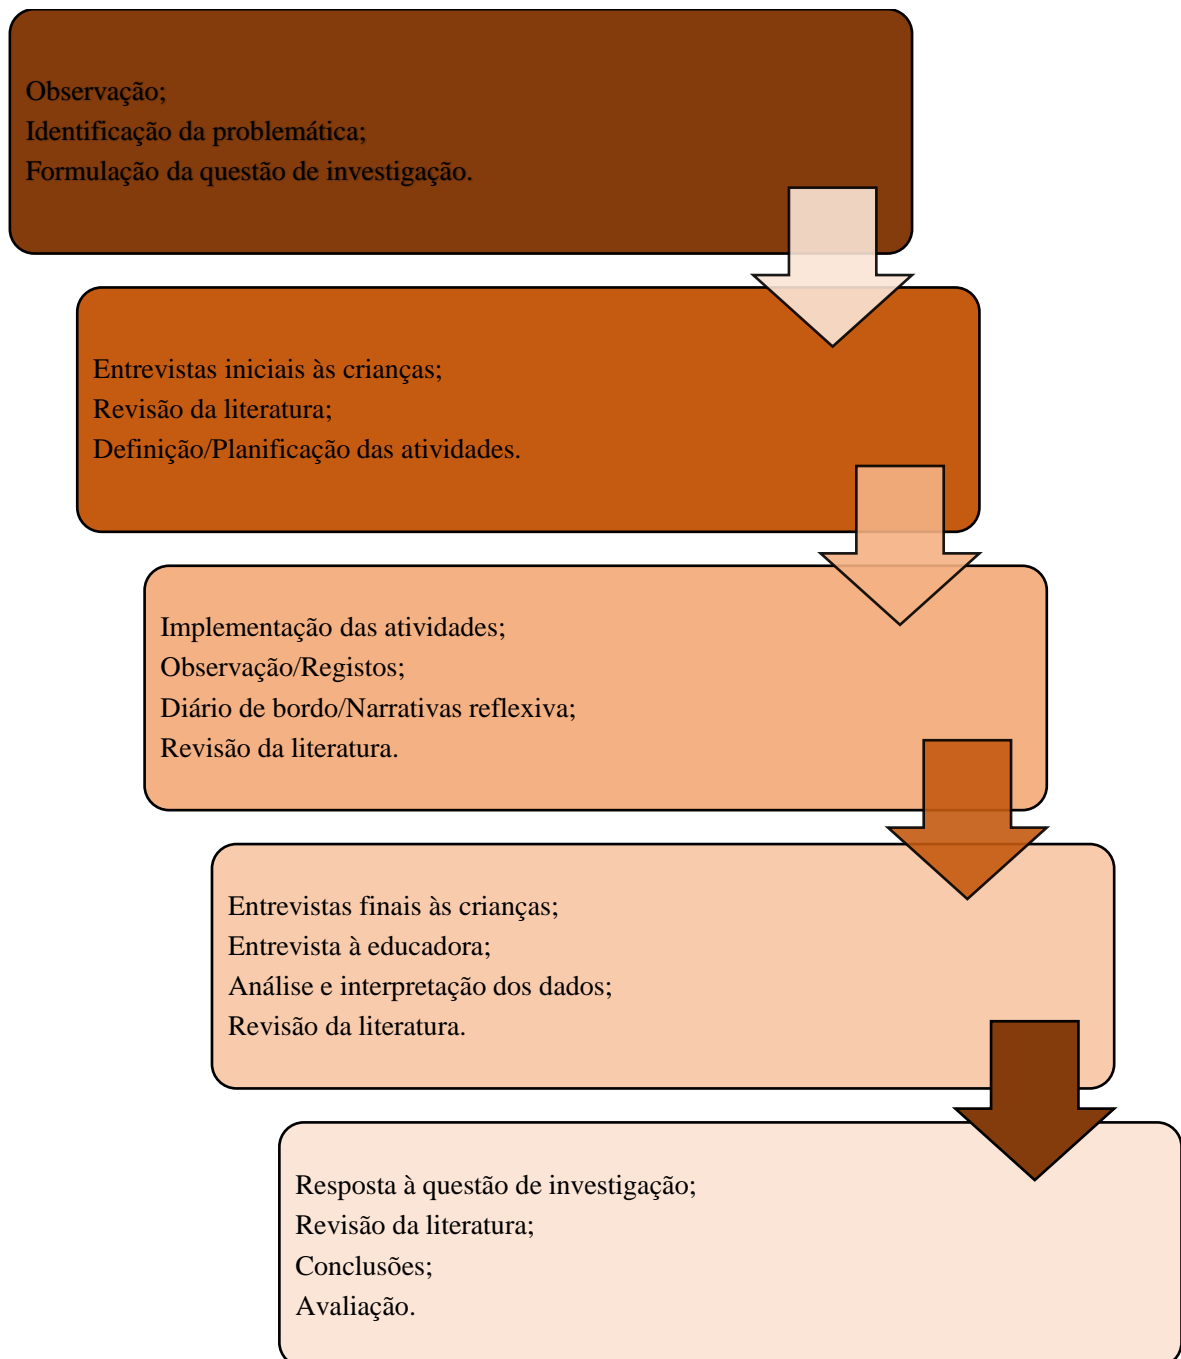 Observação;
Identificação da problemática;
Formulação da questão de investigação.
Entrevistas iniciais às crianças;
Revisão da literatura;
Definição/Planificação das atividades.
Implementação das atividades;
Observação/Registos;
Diário de bordo/Narrativas reflexiva;
Revisão da literatura.
Entrevistas finais às crianças;
Entrevista à educadora;
Análise e interpretação dos dados;
Revisão da literatura.
Resposta à questão de investigação;
Revisão da literatura;
Conclusões;
Avaliação.